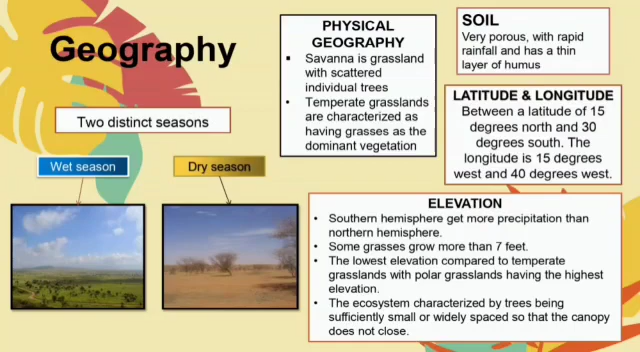 Geography
Two distinct seasons
Wet season
Dry season
PHYSICAL
GEOGRAPHY
▪ Savanna is grassland
with scattered
individual trees
• Temperate grasslands
are characterized as
having grasses as the
dominant vegetation
SOIL
Very porous, with rapid
rainfall and has a thin
layer of humus
LATITUDE & LONGITUDE
Between a latitude of 15
degrees north and 30
degrees south. The
longitude is 15 degrees
west and 40 degrees west.
ELEVATION
• Southern hemisphere get more precipitation than
northern hemisphere.
• Some grasses grow more than 7 feet.
• The lowest elevation compared to temperate
grasslands with polar grasslands having the highest
elevation.
• The ecosystem characterized by trees being
sufficiently small or widely spaced so that the canopy
does not close.